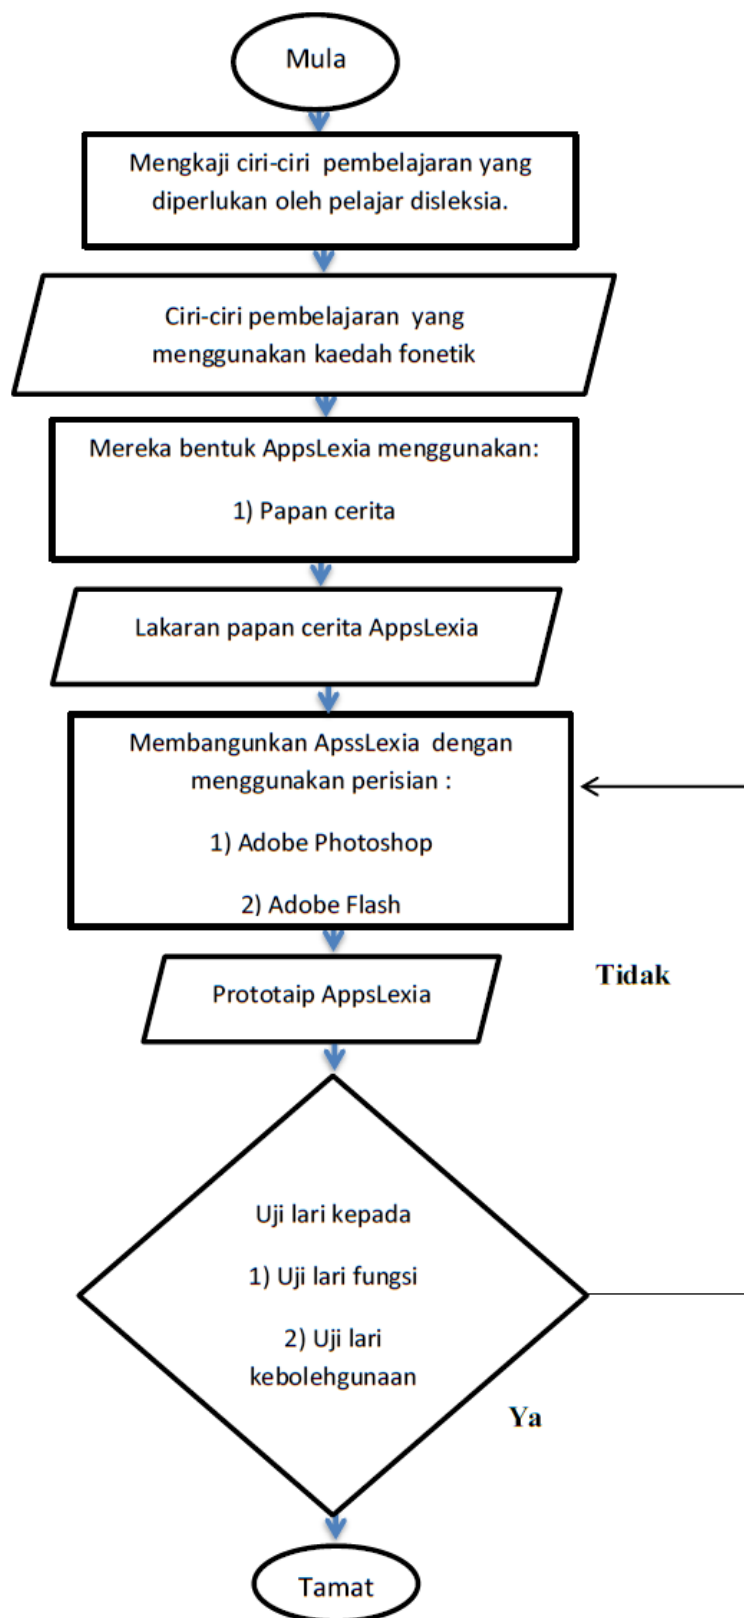 Mula
Mengkaji ciri-ciri pembelajaran yang
diperlukan oleh pelajar disleksia.
Ciri-ciri pembelajaran yang
menggunakan kaedah fonetik
Mereka bentuk AppsLexia menggunakan:
1) Papan cerita
Lakaran papan cerita AppsLexia
Membangunkan ApssLexia dengan
menggunakan perisian :
1) Adobe Photoshop
2) Adobe Flash
Tidak
Prototaip AppsLexia
Uji lari kepada
1) Uji lari fungsi
2) Uji lari
kebolehgunaan
Ya
Tamat